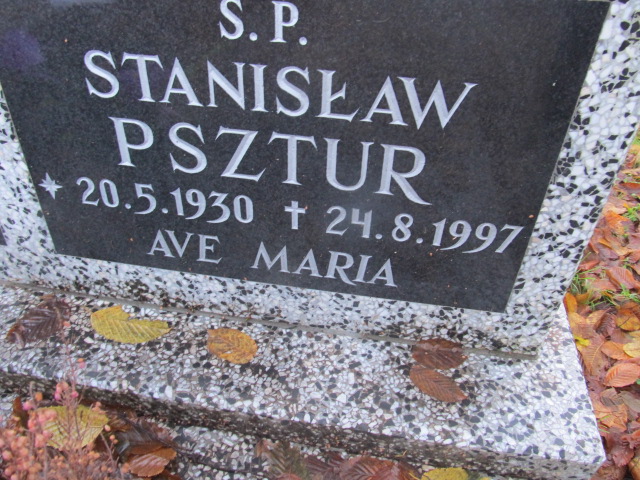 S. P.
STANISŁAW
PSZTUR
* 20.5.1930 † 24.8.1997
AVE MARIA